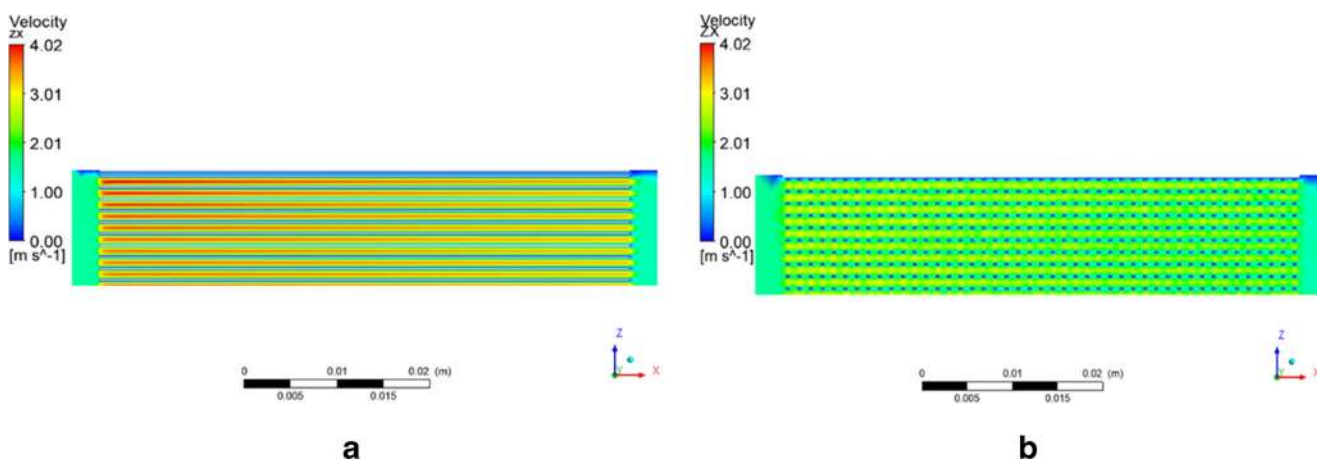 Velocity
zx
4.02
3.01
2.01
1.00
0.00
[m s^-1]
Z
Y
X
0 0.01 0.02 (m)
0.005 0.015
a
Velocity
ZX
4.02
3.01
2.01
1.00
0.00
[m s^-1]
Z
Y
X
0 0.01 0.02 (m)
0.005 0.015
b